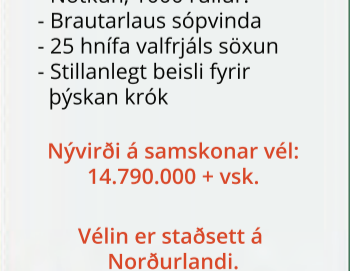 - Brautarlaus sópvinda
- 25 hnífa valfrjáls söxun
- Stillanlegt beisli fyrir
þýskan krók
Nývirði á samskonar vél:
14.790.000 + vsk.
Vélin er staðsett á
Norðurlandi.